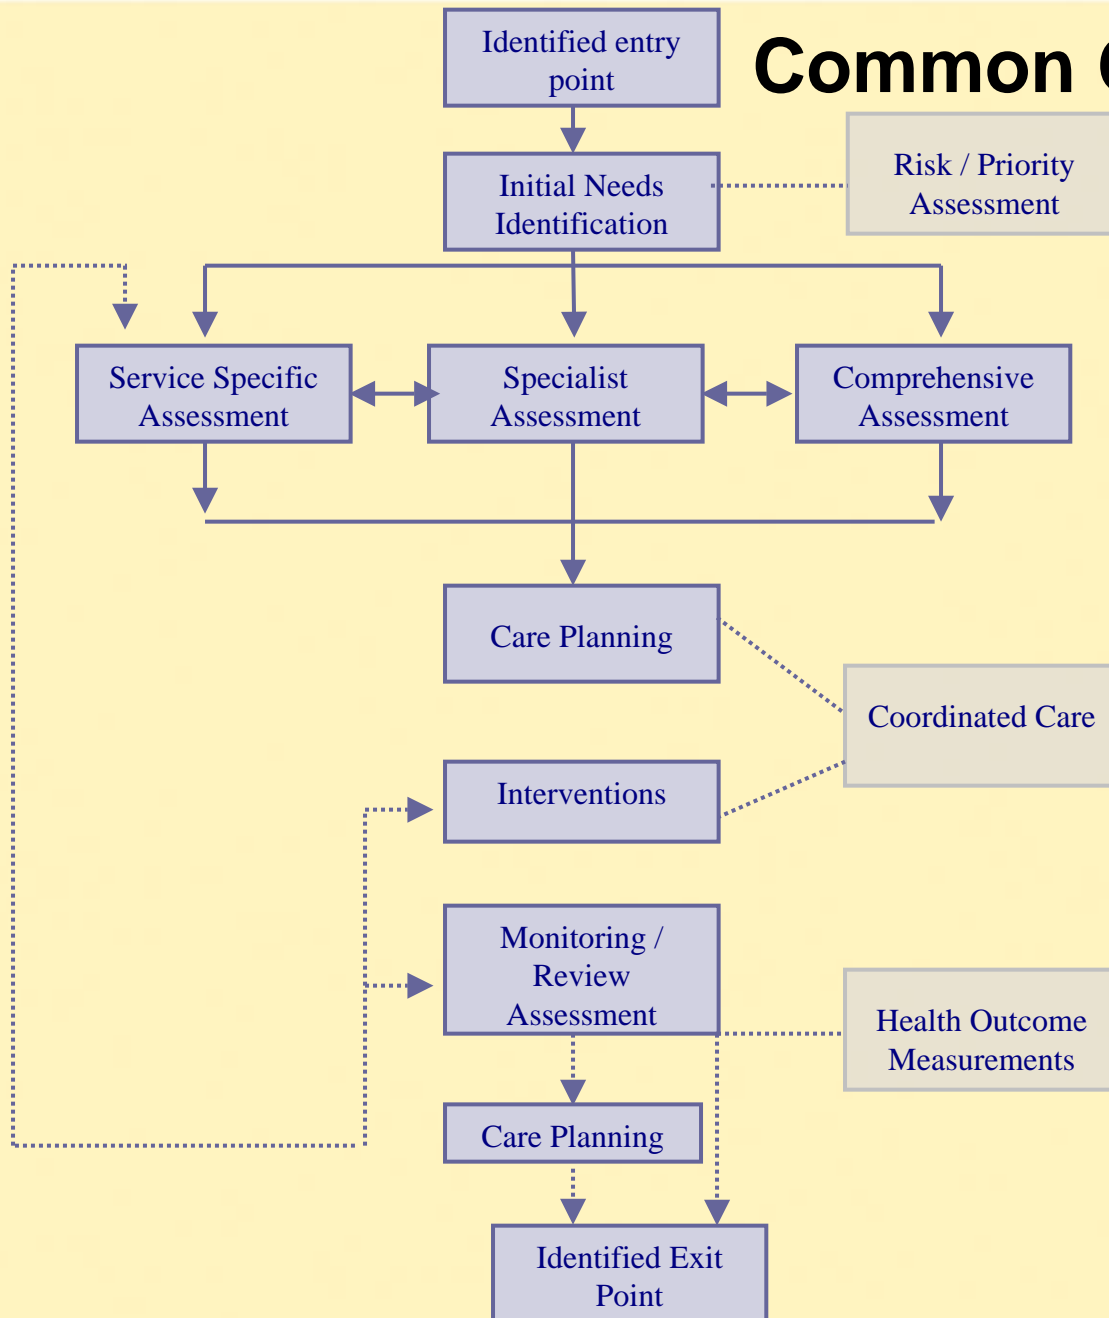 Identified entry
point
Common
Risk / Priority
Assessment
Initial Needs
Identification
Service Specific
Assessment
Specialist
Assessment
Comprehensive
Assessment
Care Planning
Coordinated Care
Interventions
Monitoring /
Review
Assessment
Health Outcome
Measurements
Care Planning
Identified Exit
Point